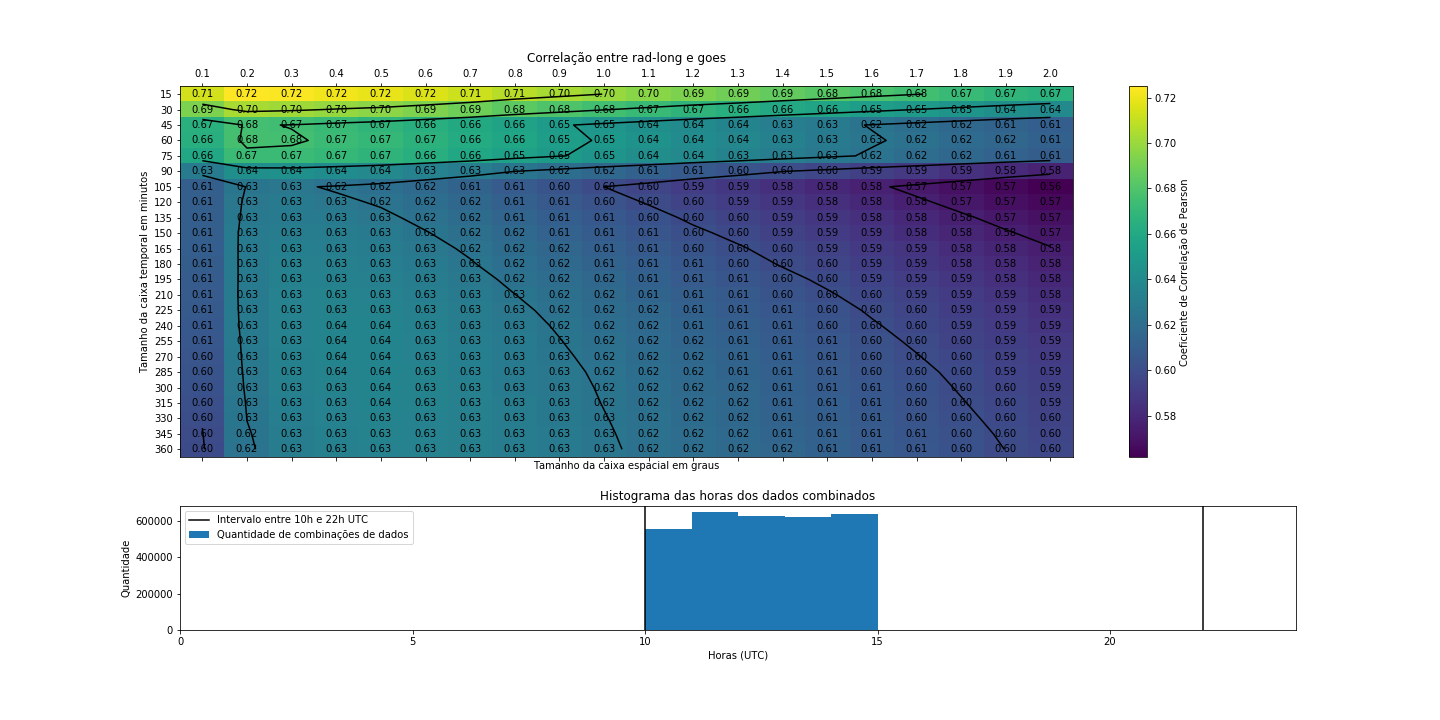 Correlação entre rad-long e goes
0.1 0.2 0.3 0.4 0.5 0.6 0.7 0.8 0.9 1.0 1.1 1.2 1.3 1.4 1.5 1.6 1.7 1.8 1.9 2.0
15 0.71 0.72 0.72 0.72 0.72 0.71 0.71 0.71 0.70 0.70 0.70 0.69 0.69 0.69 0.68 0.68 0.68 0.67 0.67 0.67
30 0.69 0.70 0.70 0.70 0.70 0.69 0.69 0.68 0.68 0.68 0.67 0.67 0.66 0.66 0.66 0.65 0.65 0.65 0.64 0.64
45 0.67 0.68 0.67 0.67 0.67 0.67 0.66 0.66 0.65 0.65 0.64 0.64 0.64 0.63 0.63 0.62 0.62 0.62 0.61 0.61
60 0.66 0.68 0.68 0.67 0.67 0.67 0.66 0.66 0.65 0.65 0.64 0.64 0.64 0.63 0.63 0.63 0.62 0.62 0.62 0.61
75 0.66 0.67 0.67 0.67 0.67 0.66 0.66 0.65 0.65 0.65 0.64 0.64 0.63 0.63 0.63 0.62 0.62 0.62 0.61 0.61
90 0.63 0.64 0.64 0.64 0.64 0.63 0.63 0.63 0.62 0.62 0.61 0.61 0.60 0.60 0.60 0.59 0.59 0.59 0.58 0.58
105 0.61 0.63 0.63 0.62 0.62 0.62 0.61 0.61 0.60 0.60 0.60 0.59 0.59 0.58 0.58 0.58 0.57 0.57 0.57 0.56
120 0.61 0.63 0.63 0.63 0.62 0.62 0.62 0.61 0.61 0.60 0.60 0.60 0.59 0.59 0.58 0.58 0.58 0.58 0.57 0.57
135 0.61 0.63 0.63 0.63 0.63 0.62 0.62 0.61 0.61 0.61 0.60 0.60 0.59 0.59 0.59 0.58 0.58 0.58 0.57 0.57
150 0.61 0.63 0.63 0.63 0.63 0.63 0.62 0.62 0.61 0.61 0.61 0.60 0.60 0.59 0.59 0.59 0.58 0.58 0.58 0.57
165 0.61 0.63 0.63 0.63 0.63 0.63 0.62 0.62 0.62 0.61 0.61 0.60 0.60 0.60 0.59 0.59 0.59 0.58 0.58 0.58
180 0.61 0.63 0.63 0.63 0.63 0.63 0.63 0.62 0.62 0.61 0.61 0.61 0.60 0.60 0.60 0.59 0.59 0.59 0.58 0.58
195 0.61 0.63 0.63 0.63 0.63 0.63 0.63 0.62 0.62 0.62 0.61 0.61 0.60 0.60 0.60 0.59 0.59 0.59 0.58 0.58
210 0.61 0.63 0.63 0.63 0.63 0.63 0.63 0.63 0.62 0.62 0.61 0.61 0.61 0.60 0.60 0.60 0.59 0.59 0.59 0.58
225 0.61 0.63 0.63 0.63 0.63 0.63 0.63 0.63 0.62 0.62 0.61 0.61 0.61 0.60 0.60 0.60 0.59 0.59 0.59 0.58
240 0.61 0.63 0.63 0.64 0.64 0.63 0.63 0.63 0.62 0.62 0.62 0.61 0.61 0.61 0.60 0.60 0.60 0.59 0.59 0.59
255 0.61 0.63 0.63 0.64 0.64 0.63 0.63 0.63 0.63 0.62 0.62 0.62 0.61 0.61 0.60 0.60 0.60 0.59 0.59 0.59
270 0.60 0.63 0.63 0.64 0.64 0.63 0.63 0.63 0.63 0.62 0.62 0.62 0.61 0.61 0.61 0.60 0.60 0.60 0.59 0.59
285 0.60 0.63 0.63 0.64 0.64 0.63 0.63 0.63 0.63 0.62 0.62 0.62 0.61 0.61 0.61 0.60 0.60 0.60 0.59 0.59
300 0.60 0.63 0.63 0.63 0.64 0.63 0.63 0.63 0.63 0.62 0.62 0.62 0.61 0.61 0.61 0.61 0.60 0.60 0.60 0.59
315 0.60 0.63 0.63 0.63 0.64 0.63 0.63 0.63 0.63 0.63 0.62 0.62 0.62 0.61 0.61 0.61 0.60 0.60 0.60 0.59
330 0.60 0.63 0.63 0.63 0.63 0.63 0.63 0.63 0.63 0.63 0.62 0.62 0.62 0.61 0.61 0.61 0.60 0.60 0.60 0.60
345 0.60 0.62 0.63 0.63 0.63 0.63 0.63 0.63 0.63 0.63 0.62 0.62 0.62 0.61 0.61 0.61 0.61 0.60 0.60 0.60
360 0.60 0.62 0.63 0.63 0.63 0.63 0.63 0.63 0.63 0.63 0.62 0.62 0.62 0.62 0.61 0.61 0.61 0.60 0.60 0.60
Tamanho da caixa temporal em minutos
Tamanho da caixa espacial em graus
0.72
0.70
0.68
0.66
0.64
0.62
0.60
0.58
Coeficiente de Correlação de Pearson
Histograma das horas dos dados combinados
Intervalo entre 10h e 22h UTC
Quantidade de combinações de dados
600000
400000
200000
0
Quantidade
0 5 10 15 20
Horas (UTC)